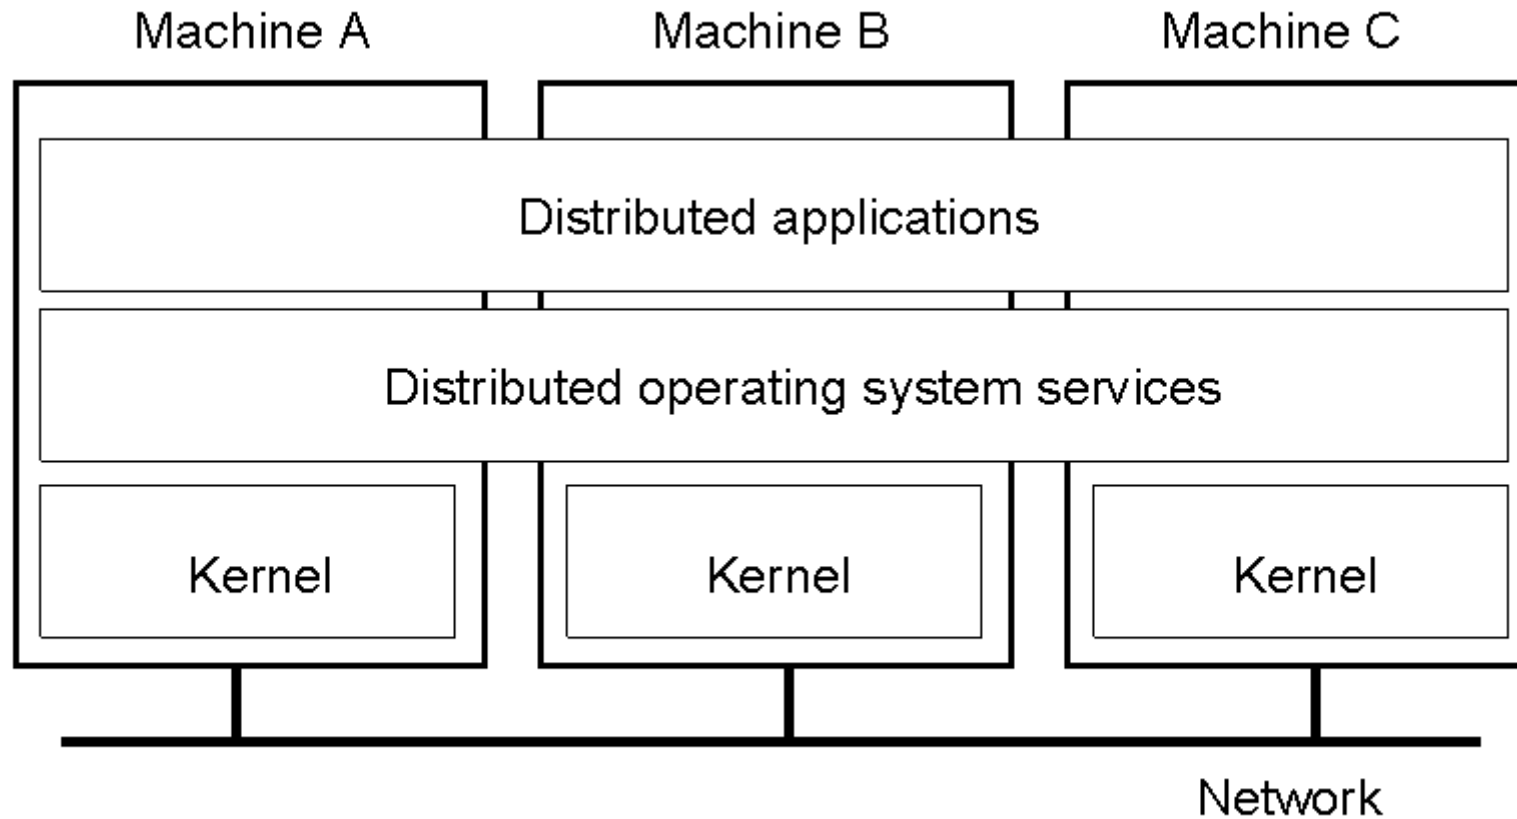 Machine A
Machine B
Machine C
Distributed applications
Distributed operating system services
Kernel
Kernel
Kernel
Network